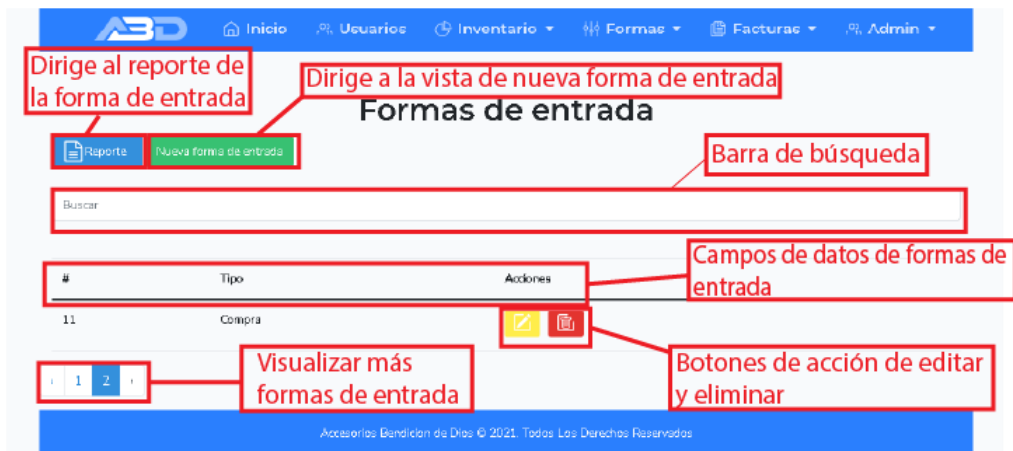 ABD Inicio Usuarios Inventario Formas Facturas Admin
Dirige al reporte de
la forma de entrada
Dirige a la vista de nueva forma de entrada
Formas de entrada
Reporte Nueva forma de entrada
Barra de búsqueda
Buscar
Campos de datos de formas de
entrada
# Tipo Acciones
11 Compra
Visualizar más
formas de entrada
Botones de acción de editar
y eliminar
‹ 1 2 ›
Accesorios Bendicion de Dios © 2021. Todos Los Derechos Reservados